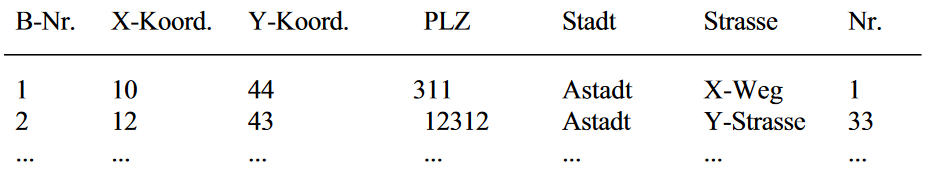 B-Nr. X-Koord. Y-Koord. PLZ Stadt Strasse Nr.
1 10 44 311 Astadt X-Weg 1
2 12 43 12312 Astadt Y-Strasse 33
... ... ... ... ... ... ...